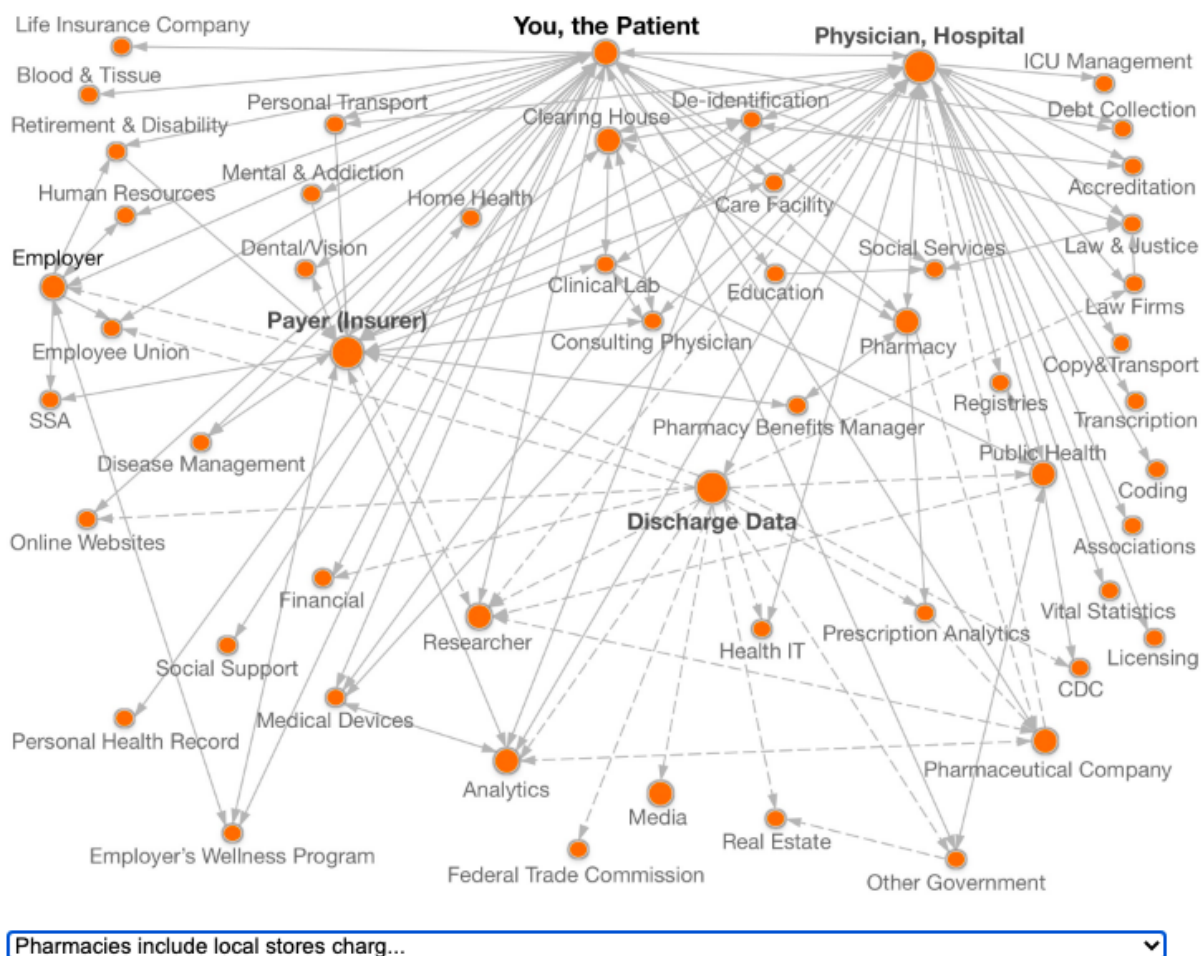 Life Insurance Company
You, the Patient
Physician, Hospital
ICU Management
Blood & Tissue
Personal Transport
De-identification
Debt Collection
Retirement & Disability
Clearing House
Mental & Addiction
Accreditation
Human Resources
Home Health
Care Facility
Dental/Vision
Social Services
Law & Justice
Employer
Clinical Lab
Education
Law Firms
Payer (Insurer)
Employee Union
Consulting Physician
Pharmacy
Copy&Transport
SSA
Registries
Transcription
Pharmacy Benefits Manager
Disease Management
Public Health
Coding
Discharge Data
Online Websites
Associations
Financial
Vital Statistics
Researcher
Health IT
Prescription Analytics
Licensing
Social Support
CDC
Personal Health Record
Medical Devices
Pharmaceutical Company
Analytics
Media
Real Estate
Employer's Wellness Program
Federal Trade Commission
Other Government
Pharmacies include local stores charg...